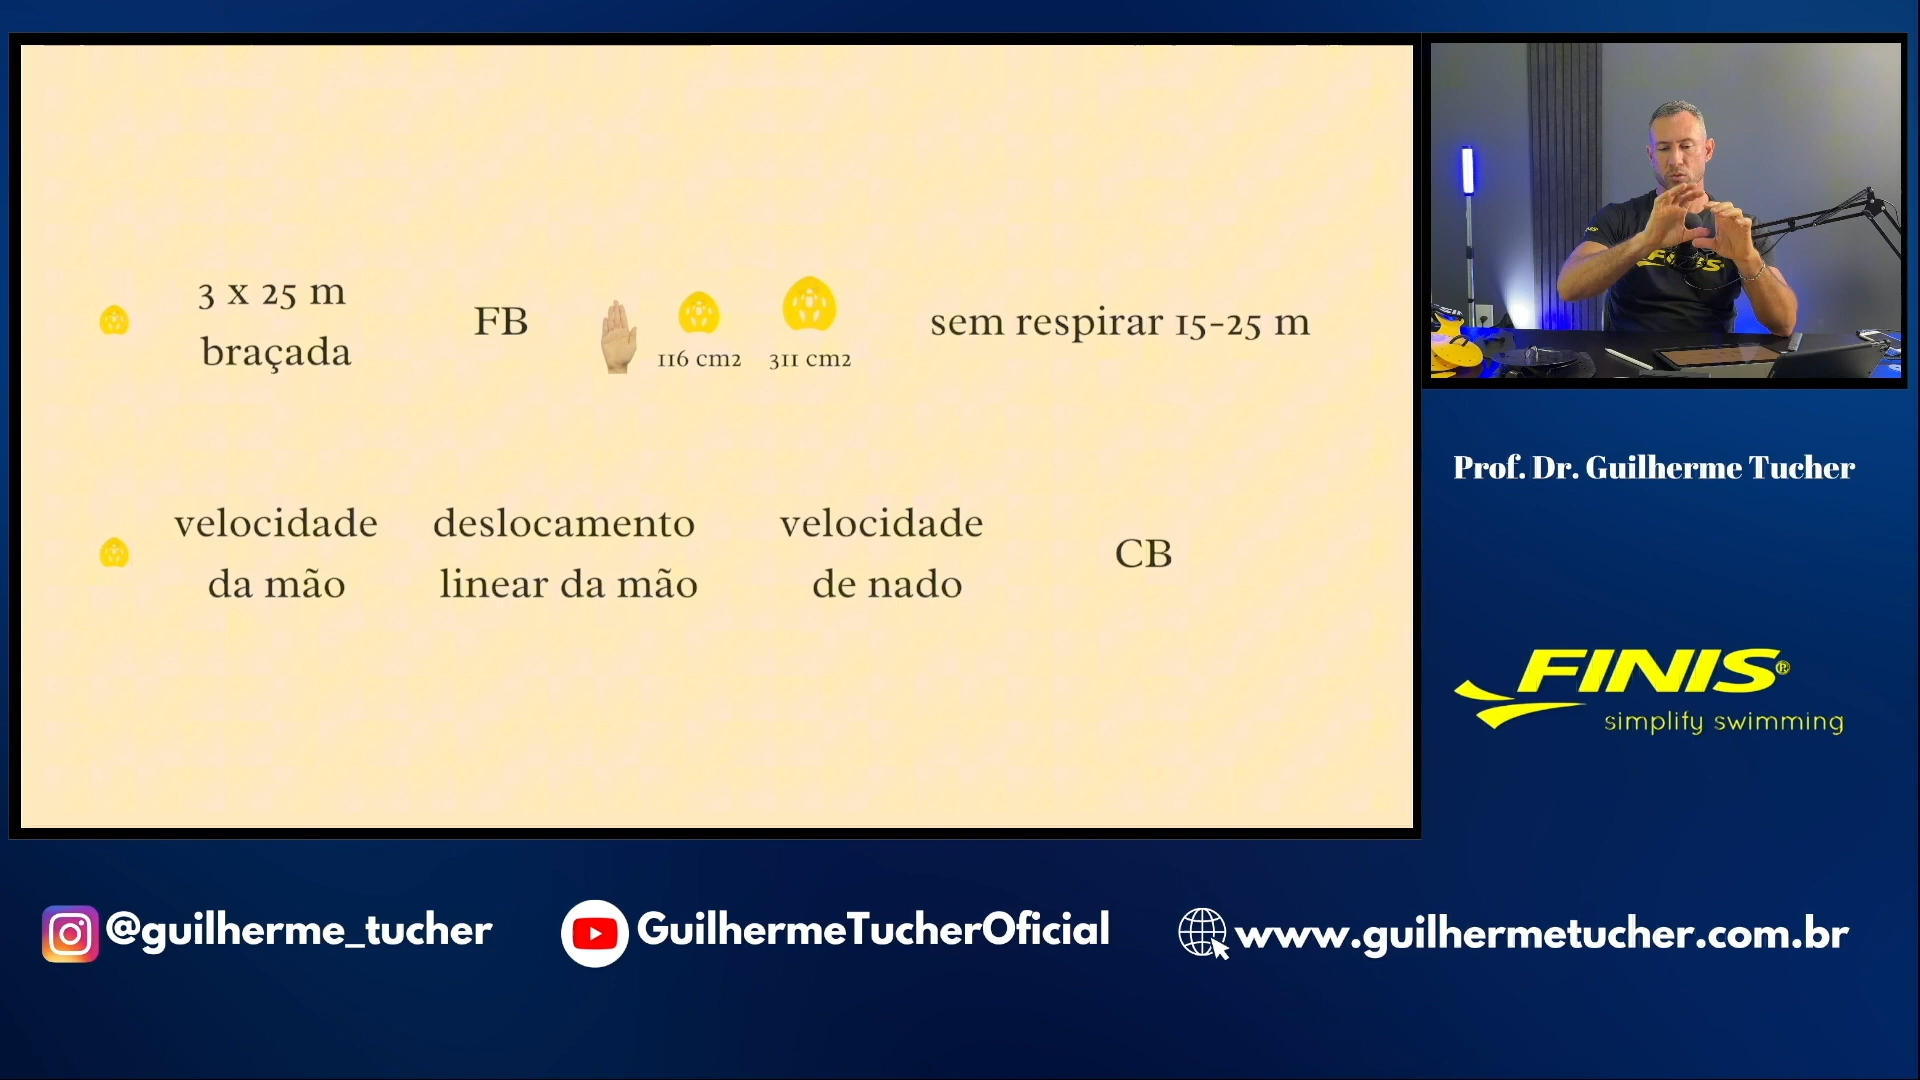 3 x 25 m
braçada
FB
116 cm2
311 cm2
sem respirar 15-25 m
velocidade
da mão
deslocamento
linear da mão
velocidade
de nado
CB
FINIS
Prof. Dr. Guilherme Tucher
FINIS®
simplify swimming
@guilherme_tucher
GuilhermeTucherOficial
www.guilhermetucher.com.br